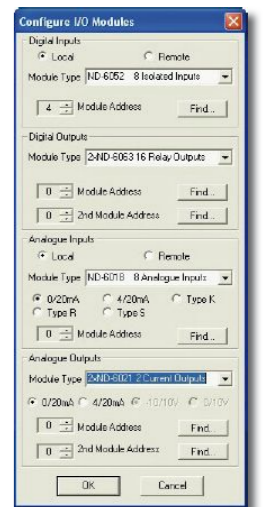 Configure I/O Modules
Digital Inputs
Local Remote
Module Type ND-6052 8 Isolated Inputs
4 Module Address Find...
Digital Outputs
Module Type 2xND-6063 16 Relay Outputs
0 Module Address Find...
0 2nd Module Address Find...
Analogue Inputs
Local Remote
Module Type ND-6018 8 Analogue Inputs
0/20mA 4/20mA Type K
Type R Type S
0 Module Address Find...
Analogue Outputs
Module Type 2xND-6021 2 Current Outputs
0/20mA 4/20mA -10/10V 0/10V
0 Module Address Find...
0 2nd Module Address Find...
OK Cancel